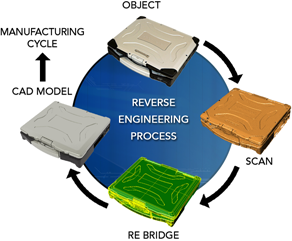 OBJECT
MANUFACTURING
CYCLE
CAD MODEL
REVERSE
ENGINEERING
PROCESS
SCAN
RE BRIDGE